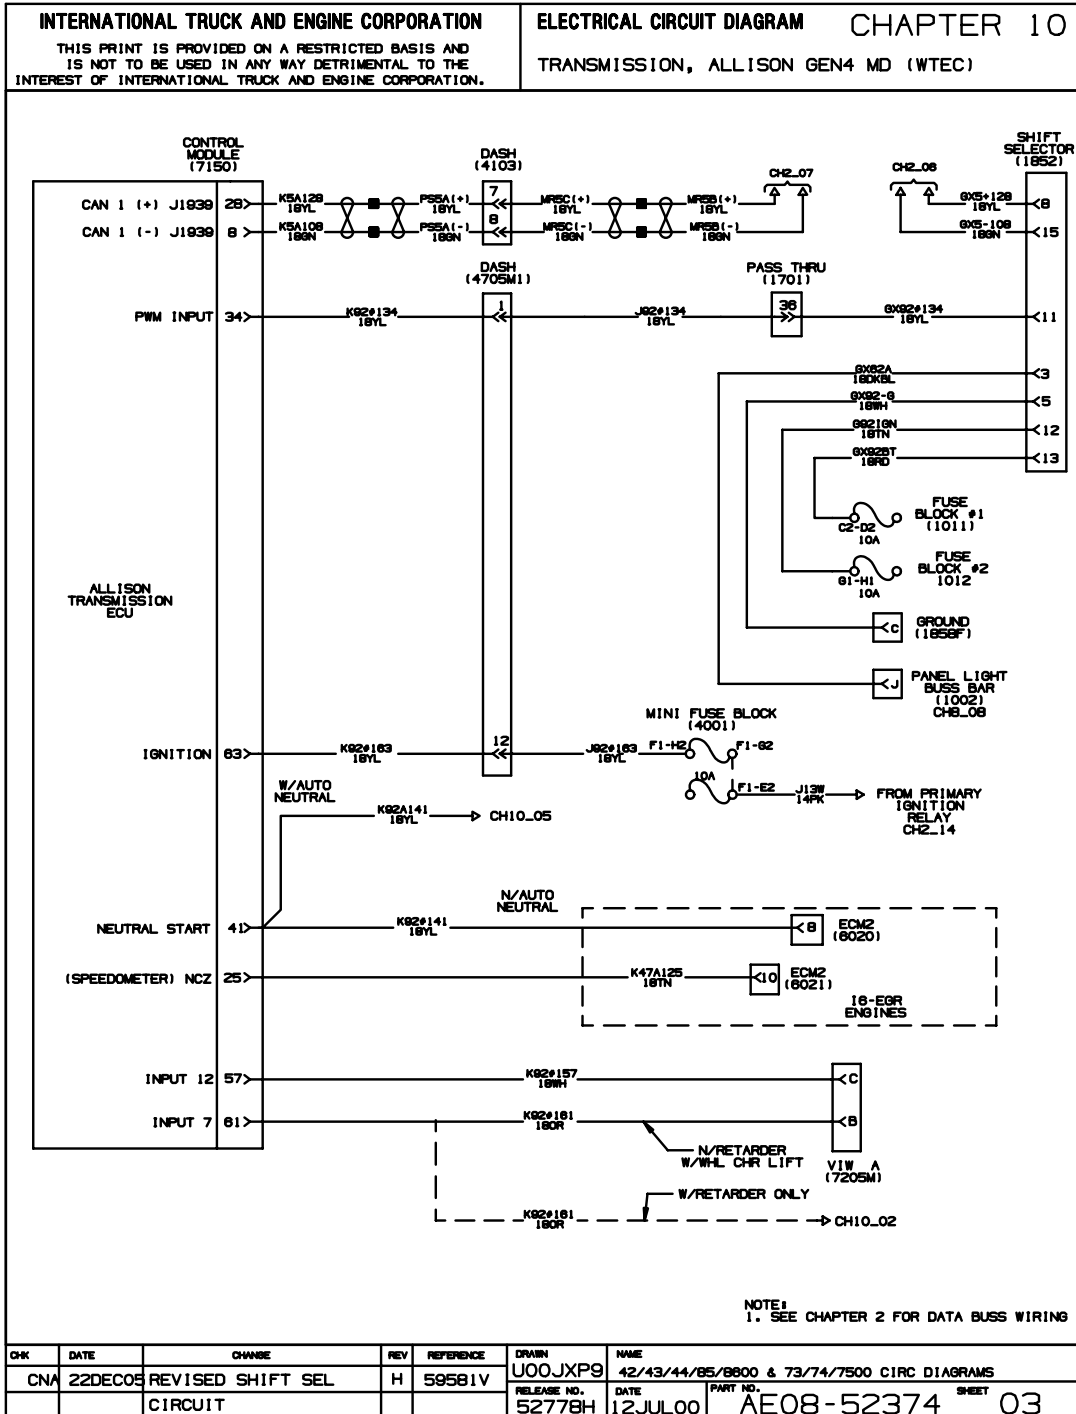 INTERNATIONAL TRUCK AND ENGINE CORPORATION
THIS PRINT IS PROVIDED ON A RESTRICTED BASIS AND
IS NOT TO BE USED IN ANY WAY DETRIMENTAL TO THE
INTEREST OF INTERNATIONAL TRUCK AND ENGINE CORPORATION.
ELECTRICAL CIRCUIT DIAGRAM CHAPTER 10
TRANSMISSION, ALLISON GEN4 MD (WTEC)
CONTROL
MODULE
(7150)
DASH
(4103)
CH2_07
CH2_06
SHIFT
SELECTOR
(1852)
CAN 1 (+) J1939 28
K5A128
18YL
PS5A(+)
18YL
7
MR5C(+)
18YL
MR5B(+)
18YL
GX5+128
18YL
8
CAN 1 (-) J1939 8
K5A108
18GN
PS5A(-)
18GN
8
MR5C(-)
18GN
MR5B(-)
18GN
GX5-108
18GN
15
DASH
(4705M1)
PASS THRU
(1701)
PWM INPUT 34
K92#134
18YL
1
J92#134
18YL
36
GX92#134
18YL
11
GX62A
18DKBL
3
GX92-G
18WH
5
G92IGN
18TN
12
GX92BT
18RD
13
C2-D2
10A
FUSE
BLOCK #1
(1011)
G1-H1
10A
FUSE
BLOCK #2
1012
C
GROUND
(1858F)
J
PANEL LIGHT
BUSS BAR
(1002)
CH8_08
ALLISON
TRANSMISSION
ECU
MINI FUSE BLOCK
(4001)
IGNITION 63
K92#163
18YL
12
J92#163
18YL
F1-H2
F1-G2
10A
F1-E2
J13W
14PK
FROM PRIMARY
IGNITION
RELAY
CH2_14
W/AUTO
NEUTRAL
K92A141
18YL
CH10_05
N/AUTO
NEUTRAL
NEUTRAL START 41
K92#141
18YL
8
ECM2
(6020)
(SPEEDOMETER) NCZ 25
K47A125
18TN
10
ECM2
(6021)
I6-EGR
ENGINES
INPUT 12 57
K92#157
18WH
C
INPUT 7 61
K92#161
18OR
B
N/RETARDER
W/WHL CHR LIFT
VIW A
(7205M)
W/RETARDER ONLY
K92#161
18OR
CH10_02
NOTE:
1. SEE CHAPTER 2 FOR DATA BUSS WIRING
CHK DATE CHANGE REV REFERENCE DRAWN NAME
CNA 22DEC05 REVISED SHIFT SEL H 59581V U00JXP9 42/43/44/85/8600 & 73/74/7500 CIRC DIAGRAMS
CIRCUIT
RELEASE NO. DATE PART NO. SHEET
52778H 12JUL00 AE08-52374 03